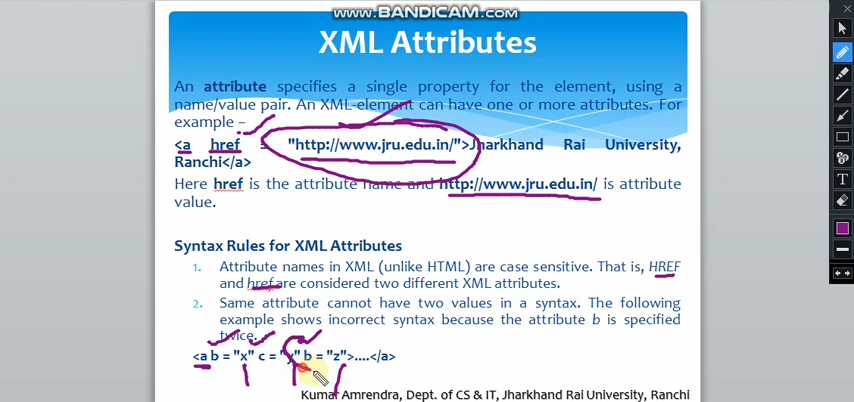 www.BANDICAM.com
XML Attributes
An attribute specifies a single property for the element, using a
name/value pair. An XML-element can have one or more attributes. For
example –
<a href = "http://www.jru.edu.in/">Jharkhand Rai University,
Ranchi</a>
Here href is the attribute name and http://www.jru.edu.in/ is attribute
value.
Syntax Rules for XML Attributes
1. Attribute names in XML (unlike HTML) are case sensitive. That is, HREF
and href are considered two different XML attributes.
2. Same attribute cannot have two values in a syntax. The following
example shows incorrect syntax because the attribute b is specified
twice.
<a b = "x" c = "y" b = "z">....</a>
Kumar Amrendra, Dept. of CS & IT, Jharkhand Rai University, Ranchi